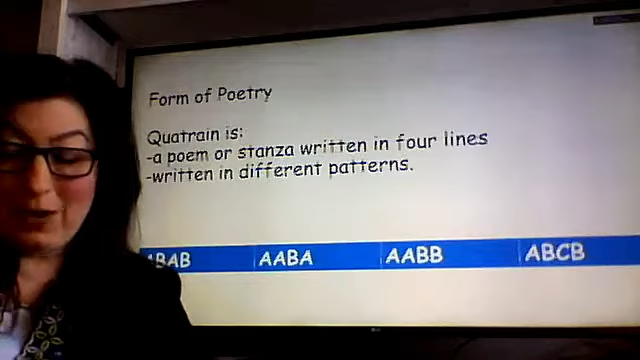 Form of Poetry
Quatrain is:
-a poem or stanza written in four lines
-written in different patterns.
ABAB AABA AABB ABCB